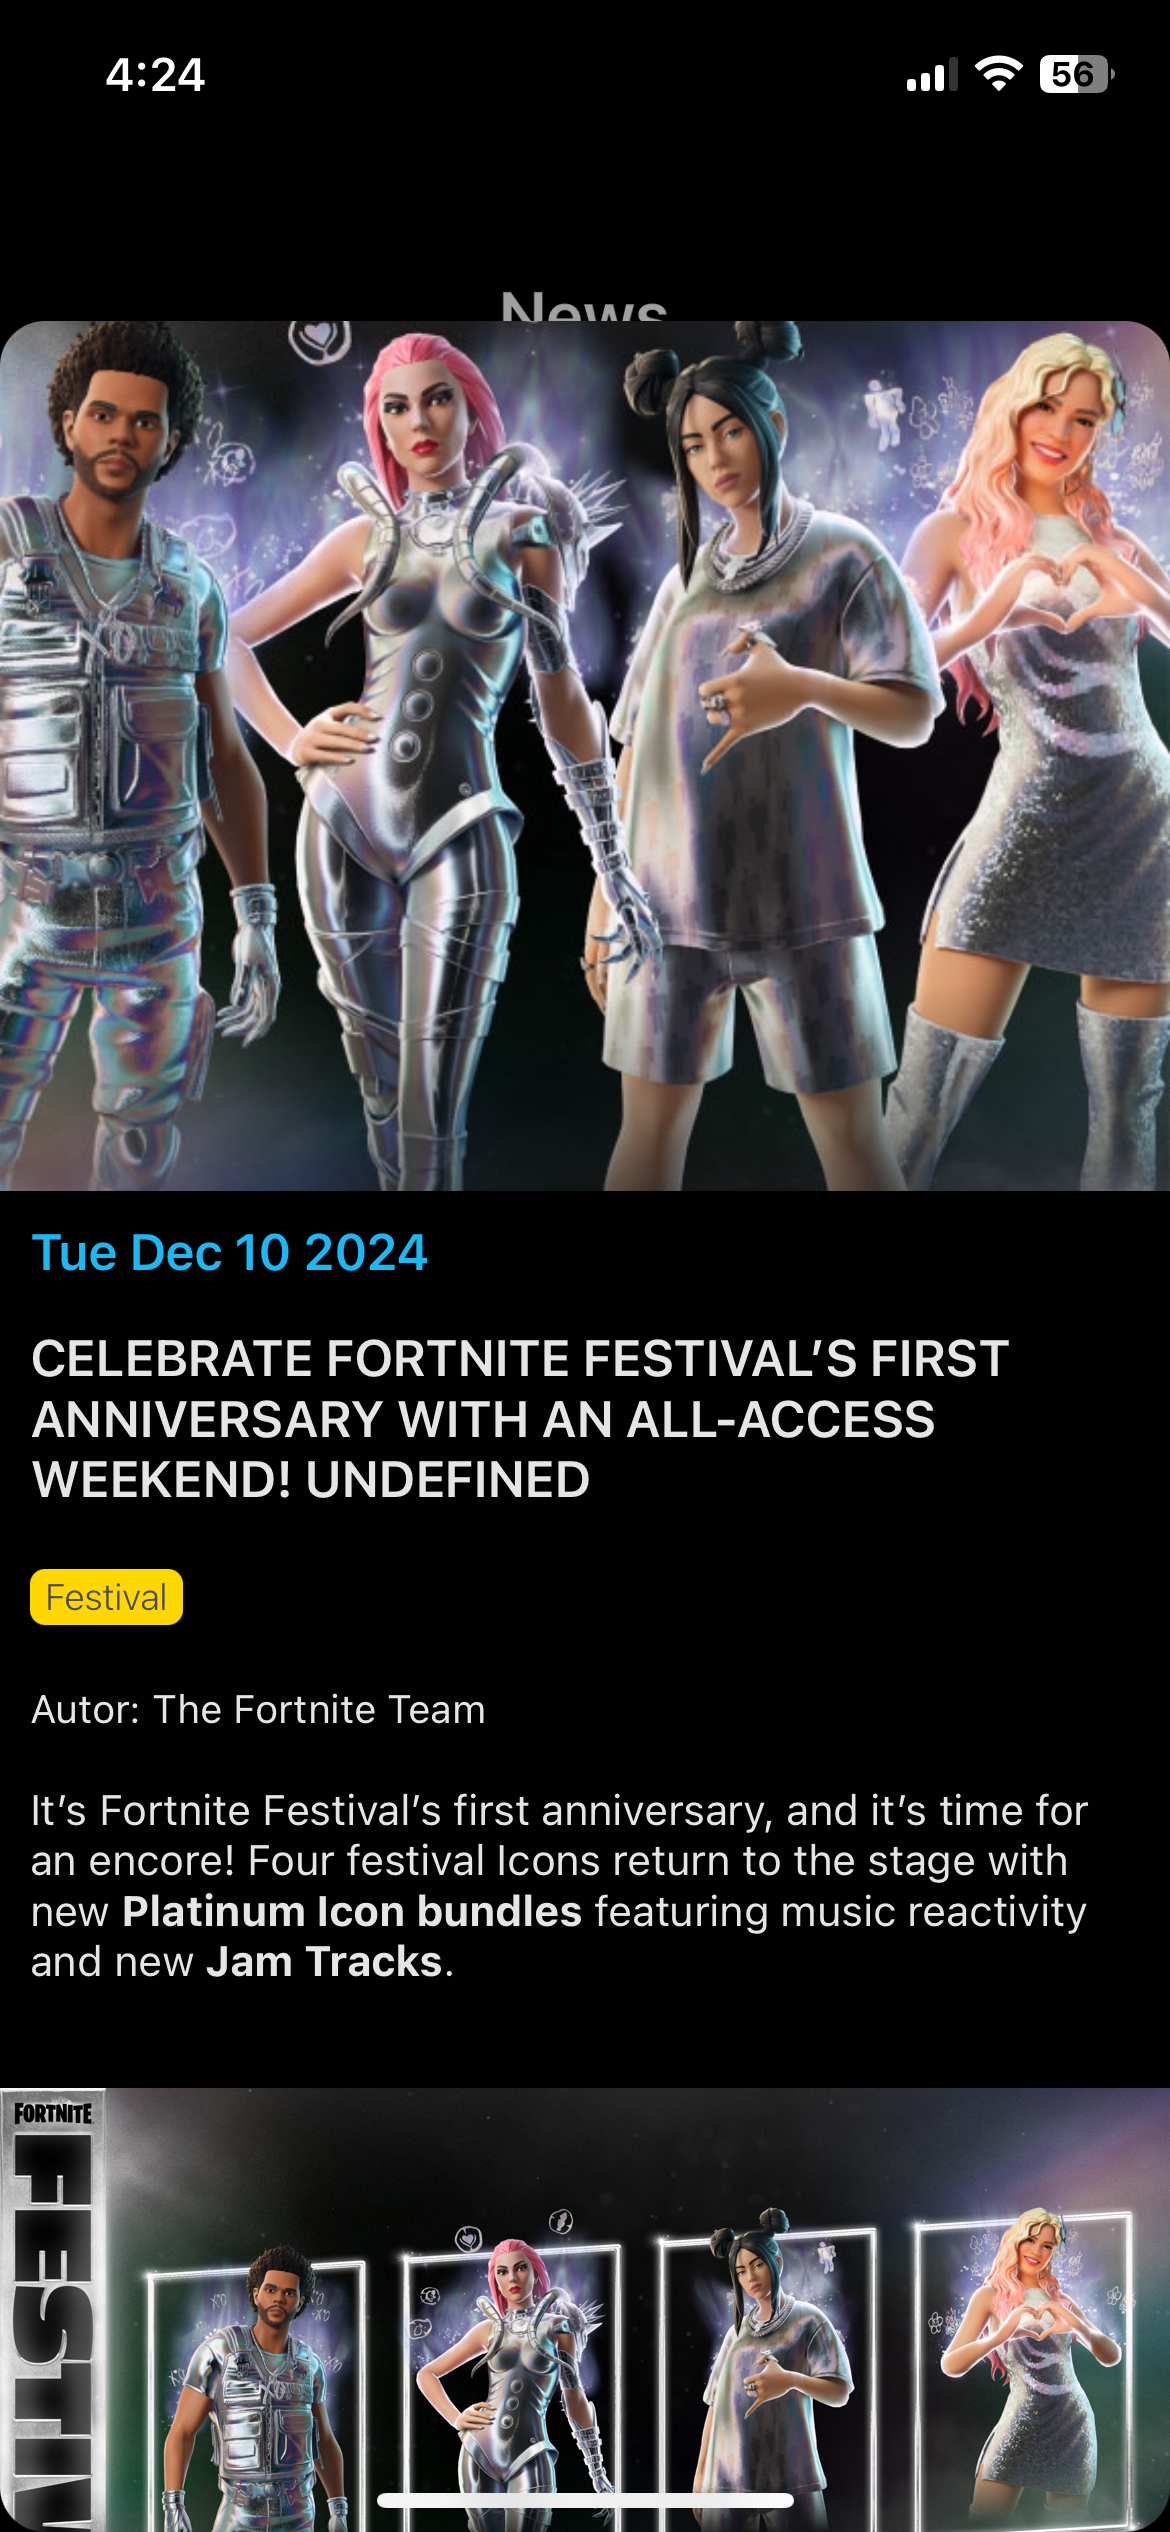 4:24
56
News
Tue Dec 10 2024
CELEBRATE FORTNITE FESTIVAL’S FIRST
ANNIVERSARY WITH AN ALL-ACCESS
WEEKEND! UNDEFINED
Festival
Autor: The Fortnite Team
It’s Fortnite Festival’s first anniversary, and it’s time for
an encore! Four festival Icons return to the stage with
new Platinum Icon bundles featuring music reactivity
and new Jam Tracks.
FORTNITE
FESTIV